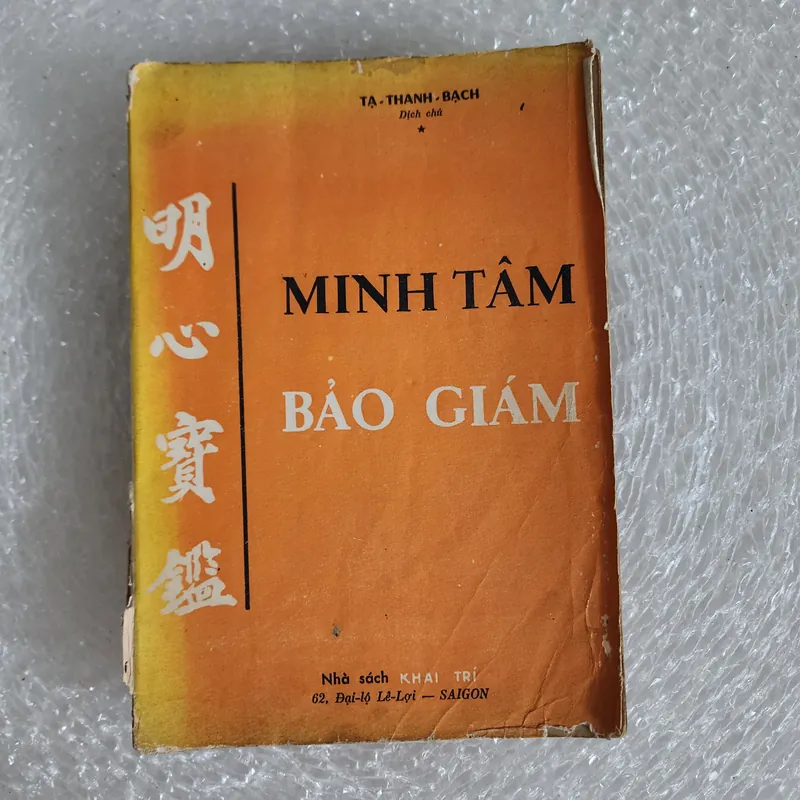 TẠ-THANH-BẠCH
Dịch chú
明心寶鑑
MINH TÂM
BẢO GIÁM
Nhà sách KHAI TRÍ
62, Đại-lộ Lê-Lợi — SAIGON